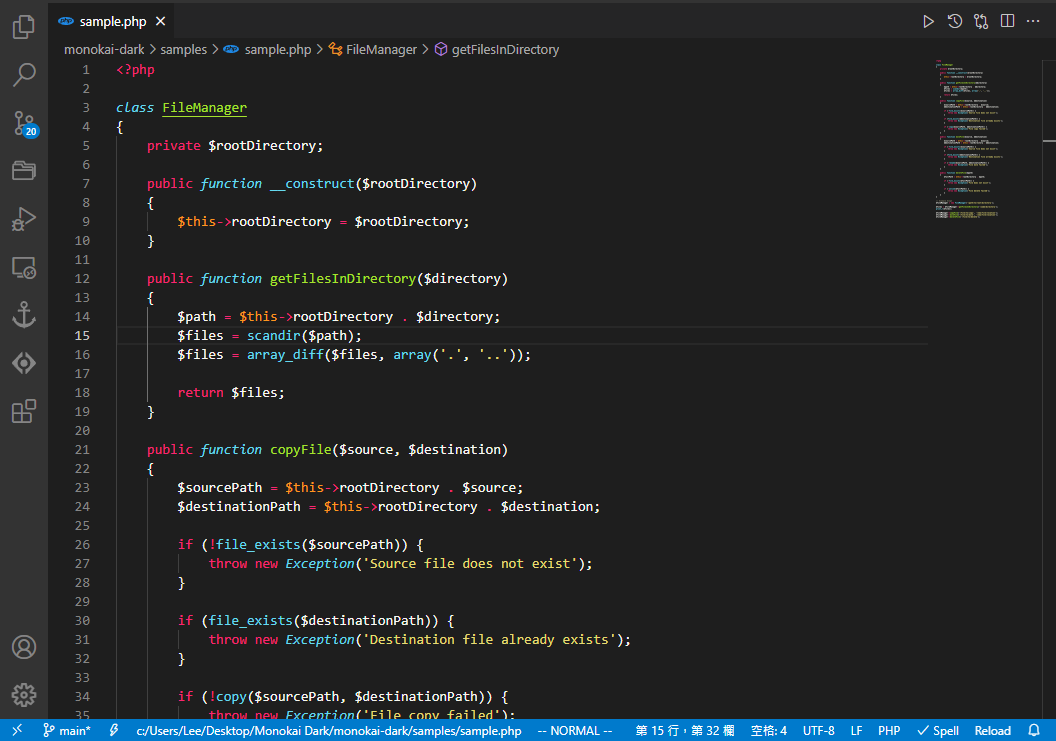 sample.php
monokai-dark > samples > sample.php > FileManager > getFilesInDirectory
1 <?php
2
3 class FileManager
4 {
5     private $rootDirectory;
6
7     public function __construct($rootDirectory)
8     {
9         $this->rootDirectory = $rootDirectory;
10     }
11
12     public function getFilesInDirectory($directory)
13     {
14         $path = $this->rootDirectory . $directory;
15         $files = scandir($path);
16         $files = array_diff($files, array('.', '..'));
17
18         return $files;
19     }
20
21     public function copyFile($source, $destination)
22     {
23         $sourcePath = $this->rootDirectory . $source;
24         $destinationPath = $this->rootDirectory . $destination;
25
26         if (!file_exists($sourcePath)) {
27             throw new Exception('Source file does not exist');
28         }
29
30         if (file_exists($destinationPath)) {
31             throw new Exception('Destination file already exists');
32         }
33
34         if (!copy($sourcePath, $destinationPath)) {
35             throw new Exception('File copy failed');
20
main* c:/Users/Lee/Desktop/Monokai Dark/monokai-dark/samples/sample.php -- NORMAL -- 第 15 行，第 32 欄 空格: 4 UTF-8 LF PHP Spell Reload